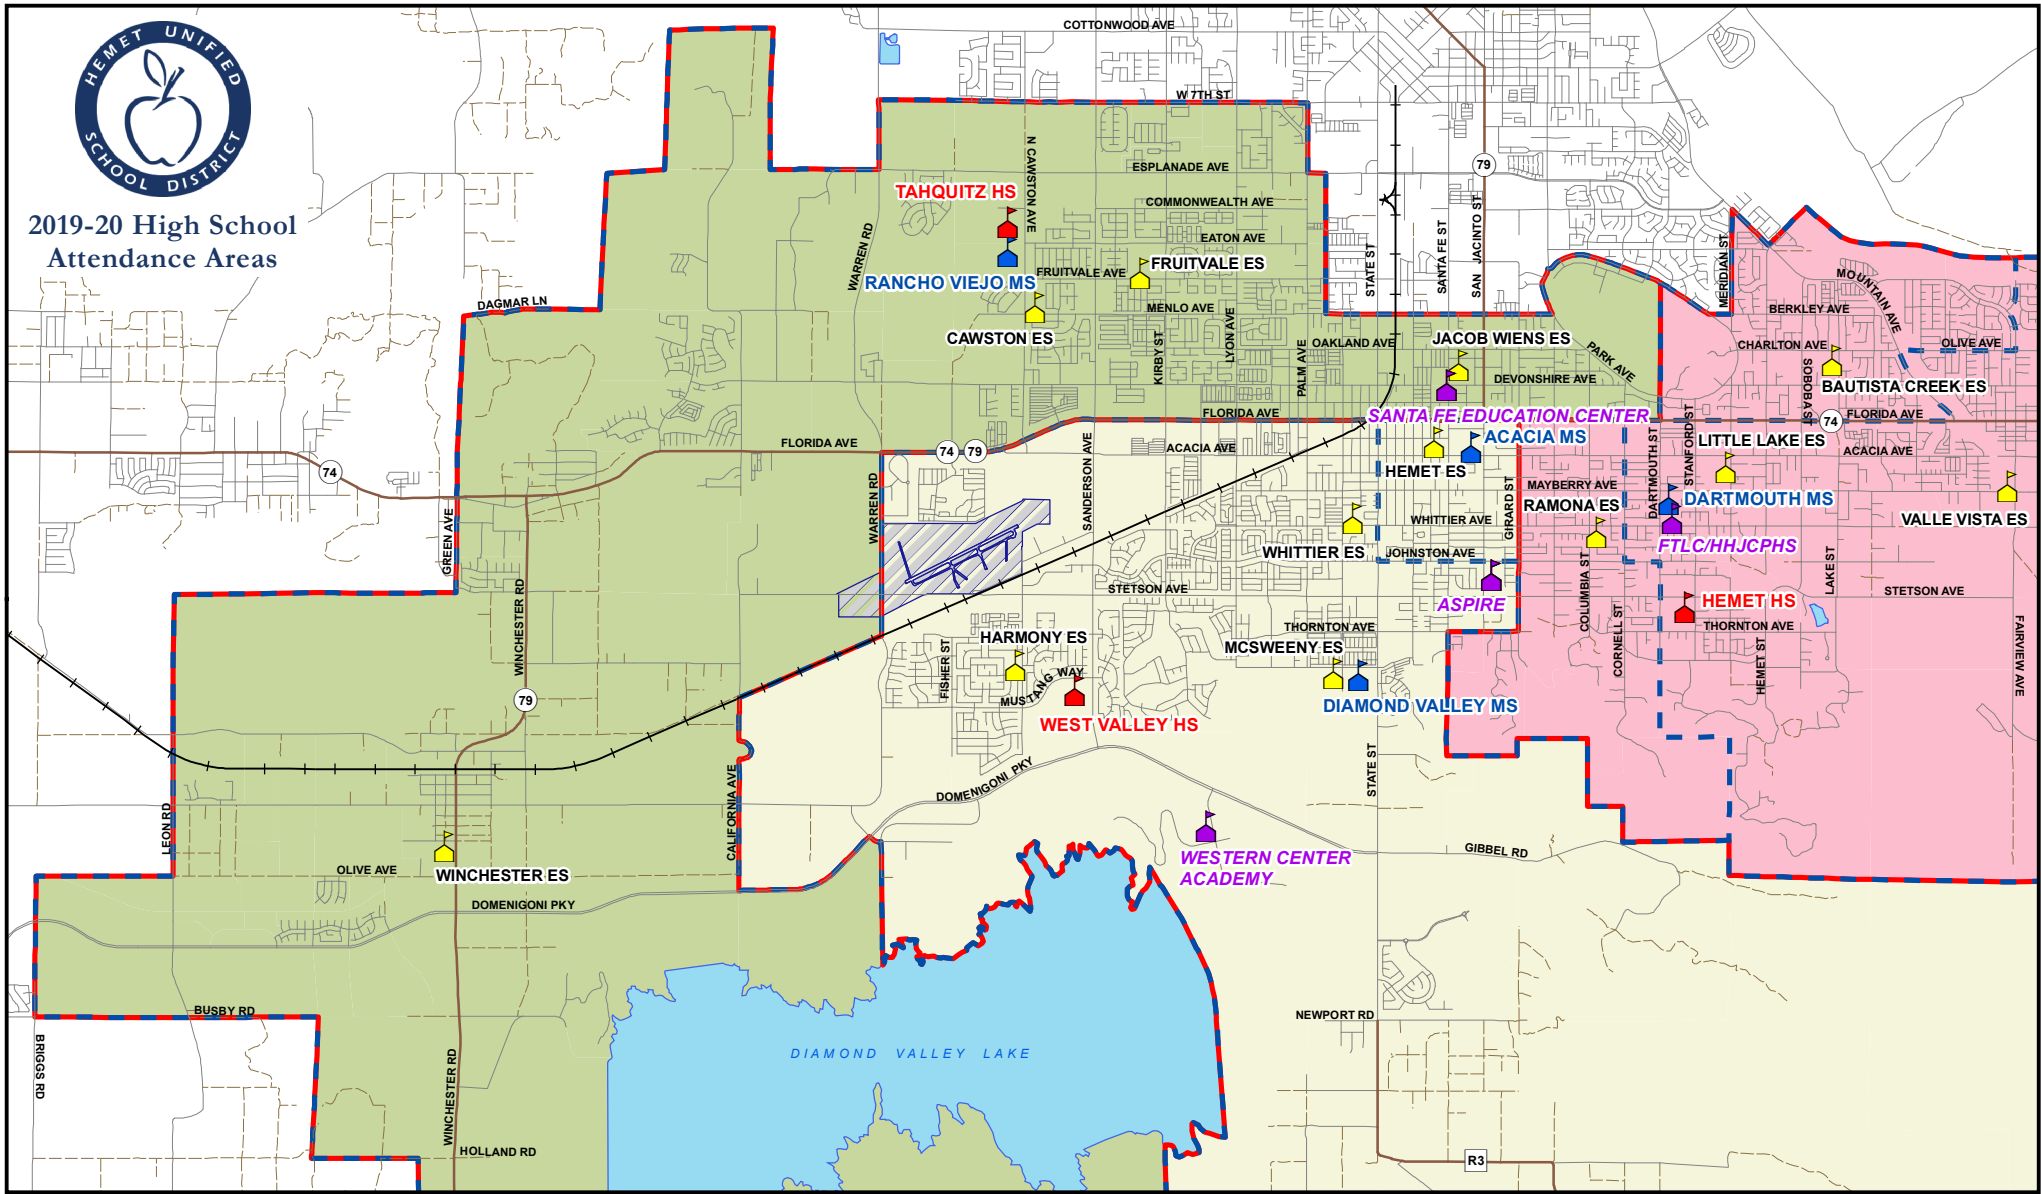 HEMET UNIFIED
SCHOOL DISTRICT
2019-20 High School
Attendance Areas
COTTONWOOD AVE
W 7TH ST
N CAWSTON AVE
ESPLANADE AVE
79
TAHQUITZ HS
COMMONWEALTH AVE
WARREN RD
EATON AVE
STATE ST
SANTA FE ST
SAN JACINTO ST
MERIDIAN ST
FRUITVALE ES
FRUITVALE AVE
RANCHO VIEJO MS
MOUNTAIN AVE
DAGMAR LN
MENLO AVE
BERKLEY AVE
CAWSTON ES
KIRBY ST
LYON AVE
PALM AVE
OAKLAND AVE
JACOB WIENS ES
PARK AVE
CHARLTON AVE
OLIVE AVE
SOBOBA ST
DEVONSHIRE AVE
BAUTISTA CREEK ES
FLORIDA AVE
SANTA FE EDUCATION CENTER
74
FLORIDA AVE
FLORIDA AVE
74
79
SANDERSON AVE
ACACIA AVE
ACACIA MS
DARTMOUTH ST
STANFORD ST
LITTLE LAKE ES
ACACIA AVE
74
HEMET ES
GIRARD ST
MAYBERRY AVE
RAMONA ES
DARTMOUTH MS
GREEN AVE
WARREN RD
WHITTIER AVE
VALLE VISTA ES
WHITTIER ES
JOHNSTON AVE
FTLC/HHJCPHS
COLUMBIA ST
LAKE ST
WINCHESTER RD
STETSON AVE
STETSON AVE
ASPIRE
HEMET HS
CORNELL ST
THORNTON AVE
THORNTON AVE
HARMONY ES
MCSWEENY ES
FISHER ST
HEMET ST
FAIRVIEW AVE
MUSTANG WAY
79
DIAMOND VALLEY MS
WEST VALLEY HS
STATE ST
DOMENIGONI PKY
LEON RD
CALIFORNIA AVE
WESTERN CENTER
ACADEMY
GIBBEL RD
OLIVE AVE
WINCHESTER ES
DOMENIGONI PKY
BUSBY RD
NEWPORT RD
BRIGGS RD
WINCHESTER RD
DIAMOND VALLEY LAKE
HOLLAND RD
R3